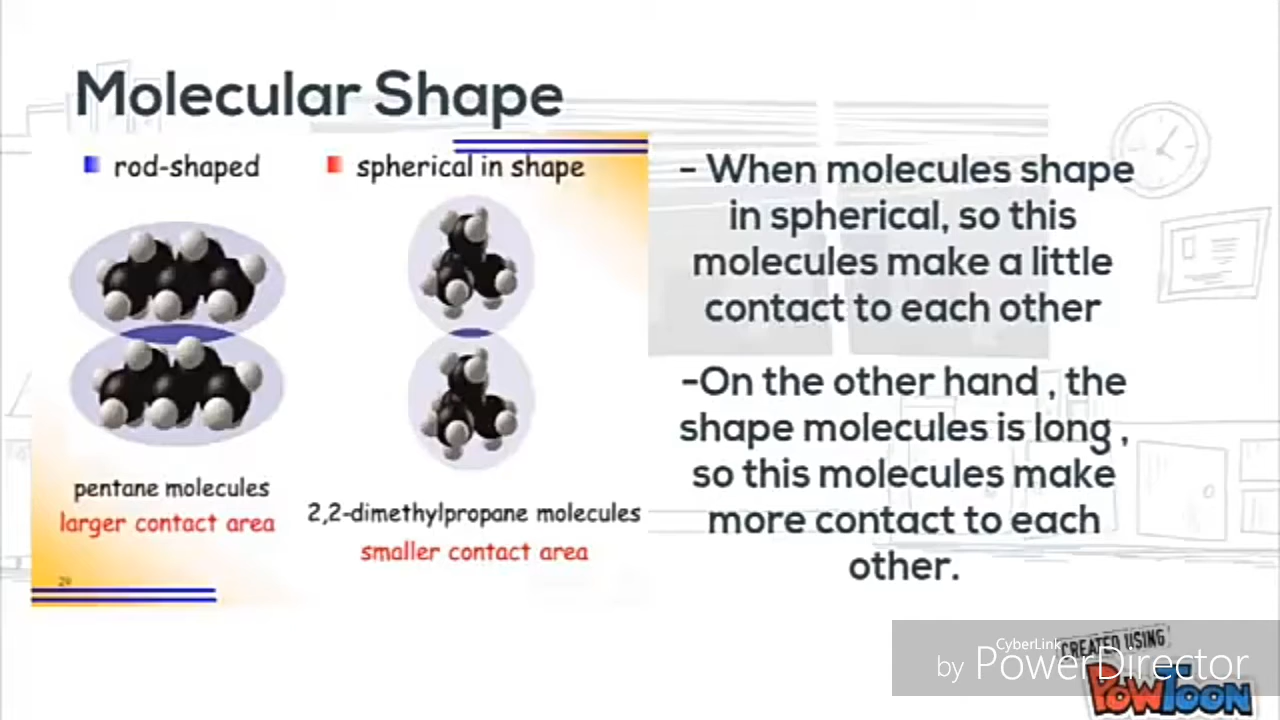 Molecular Shape
rod-shaped
spherical in shape
pentane molecules
larger contact area
2,2-dimethylpropane molecules
smaller contact area
29
- When molecules shape
in spherical, so this
molecules make a little
contact to each other
-On the other hand , the
shape molecules is long ,
so this molecules make
more contact to each
other.
CREATED USING
CyberLink
by PowerDirector
POWTOON